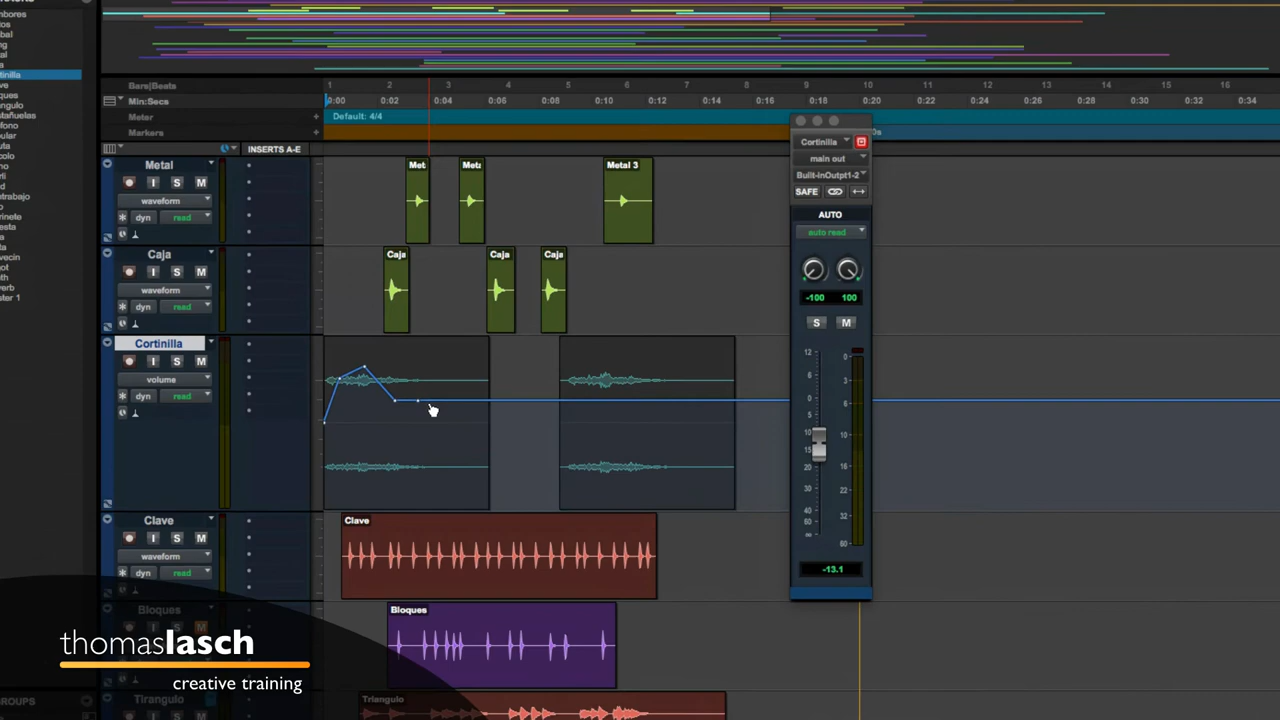 Bars|Beats 1 2 3 4 5 6 7 8 9 10 11 12 13 14 15 16
Min:Secs 0:00 0:02 0:04 0:06 0:08 0:10 0:12 0:14 0:16 0:18 0:20 0:22 0:24 0:26 0:28 0:30 0:32 0:34
Meter + Default: 4/4
Markers +
INSERTS A-E
Metal
I S M
waveform
dyn read
Met
Meta
Metal 3
Caja
I S M
waveform
dyn read
Caja
Caja
Caja
Cortinilla
I S M
volume
dyn read
Clave
I S M
waveform
dyn read
Clave
Bloques
I S M
Bloques
Tirangulo
Triangulo
Cortinilla
main out
Built-inOutpt1-2
SAFE
AUTO
auto read
-100 100
S M
12
6
3
0
5
10
15
20
30
40
60
∞
0
3
6
10
16
22
32
60
-13.1
GROUPS
thomaslasch
creative training